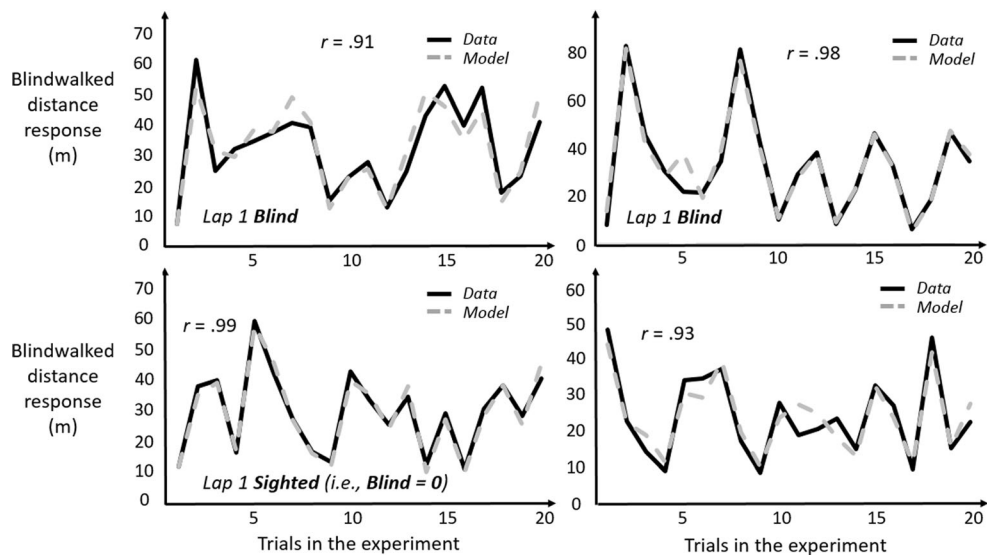 70
60
50
40
30
20
10
0
Blindwalked
distance
response
(m)
r = .91
Data
Model
Lap 1 Blind
5
10
15
20
80
60
40
20
0
r = .98
Data
Model
Lap 1 Blind
5
10
15
20
70
60
50
40
30
20
10
0
Blindwalked
distance
response
(m)
r = .99
Data
Model
Lap 1 Sighted (i.e., Blind = 0)
5
10
15
20
Trials in the experiment
60
50
40
30
20
10
0
r = .93
Data
Model
5
10
15
20
Trials in the experiment